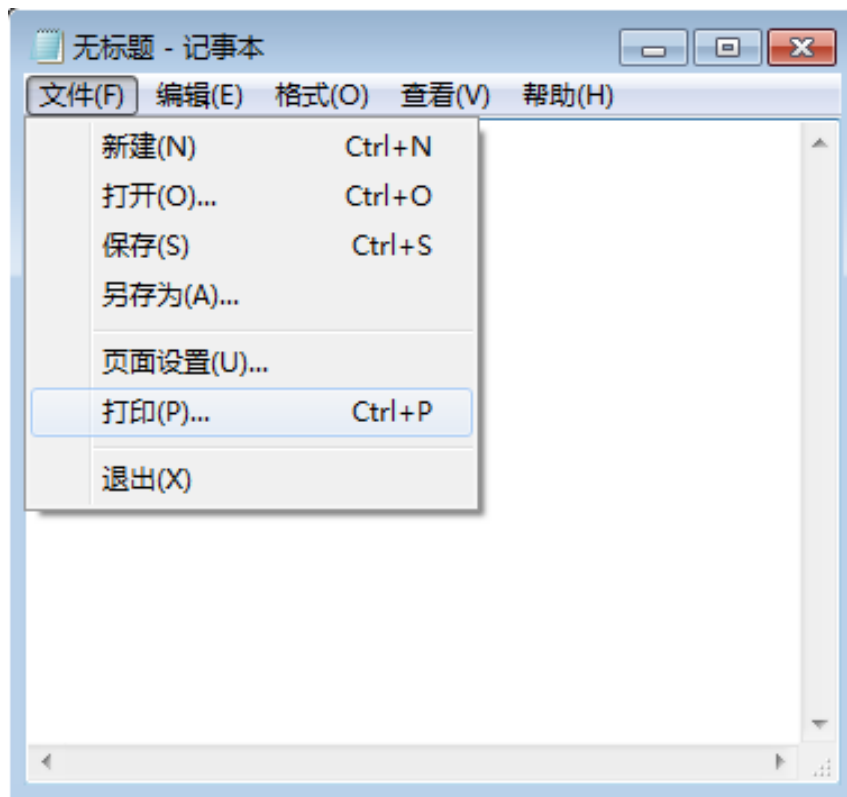 无标题 - 记事本
文件(F) 编辑(E) 格式(O) 查看(V) 帮助(H)
新建(N) Ctrl+N
打开(O)... Ctrl+O
保存(S) Ctrl+S
另存为(A)...
页面设置(U)...
打印(P)... Ctrl+P
退出(X)